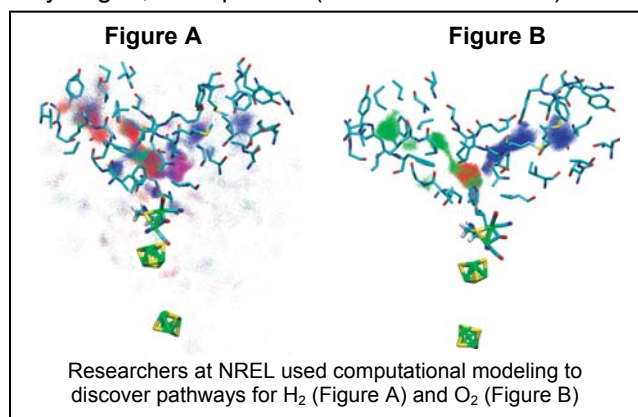 Figure A Figure B
Researchers at NREL used computational modeling to
discover pathways for H₂ (Figure A) and O₂ (Figure B)